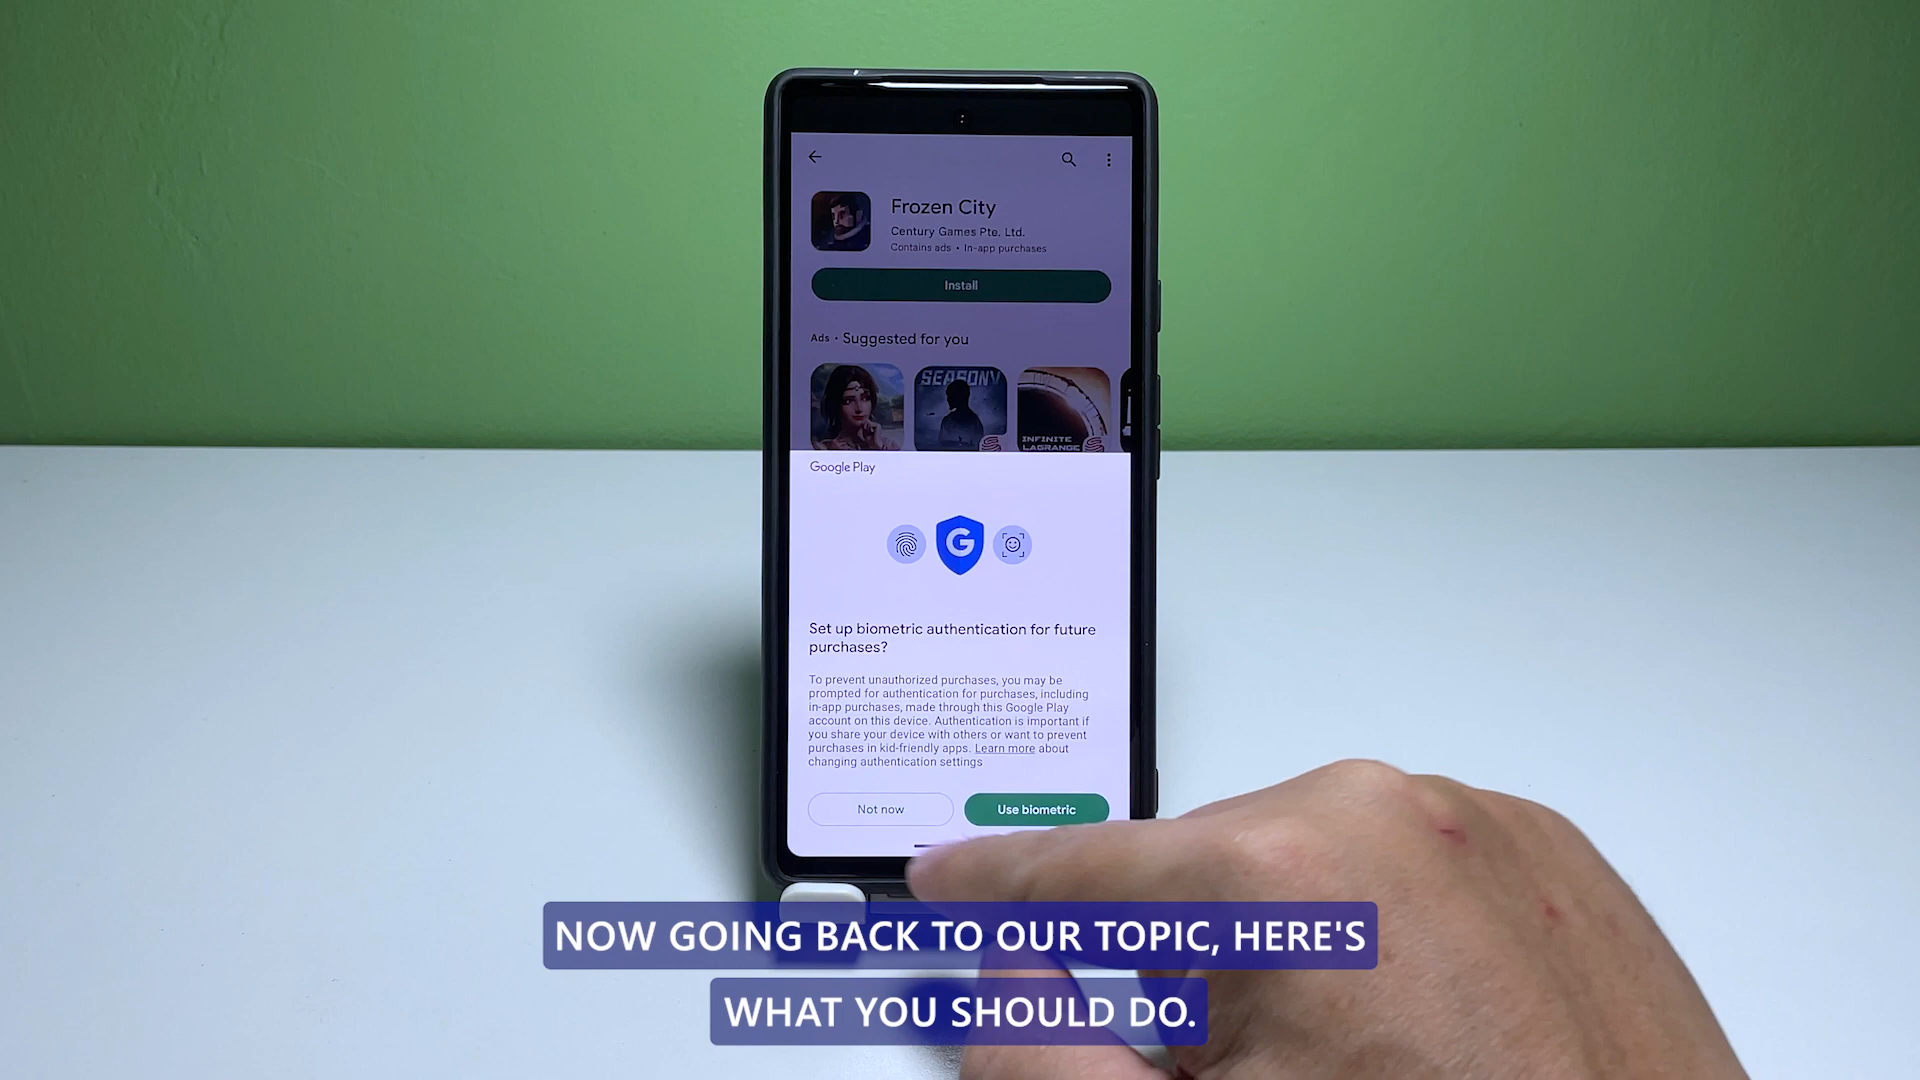 Frozen City
Century Games Pte. Ltd.
Contains ads • In-app purchases
Install
Ads • Suggested for you
SEASON V
INFINITE
LAGRANGE
Google Play
G
Set up biometric authentication for future
purchases?
To prevent unauthorized purchases, you may be
prompted for authentication for purchases, including
in-app purchases, made through this Google Play
account on this device. Authentication is important if
you share your device with others or want to prevent
purchases in kid-friendly apps. Learn more about
changing authentication settings
Not now
Use biometric
NOW GOING BACK TO OUR TOPIC, HERE'S
WHAT YOU SHOULD DO.